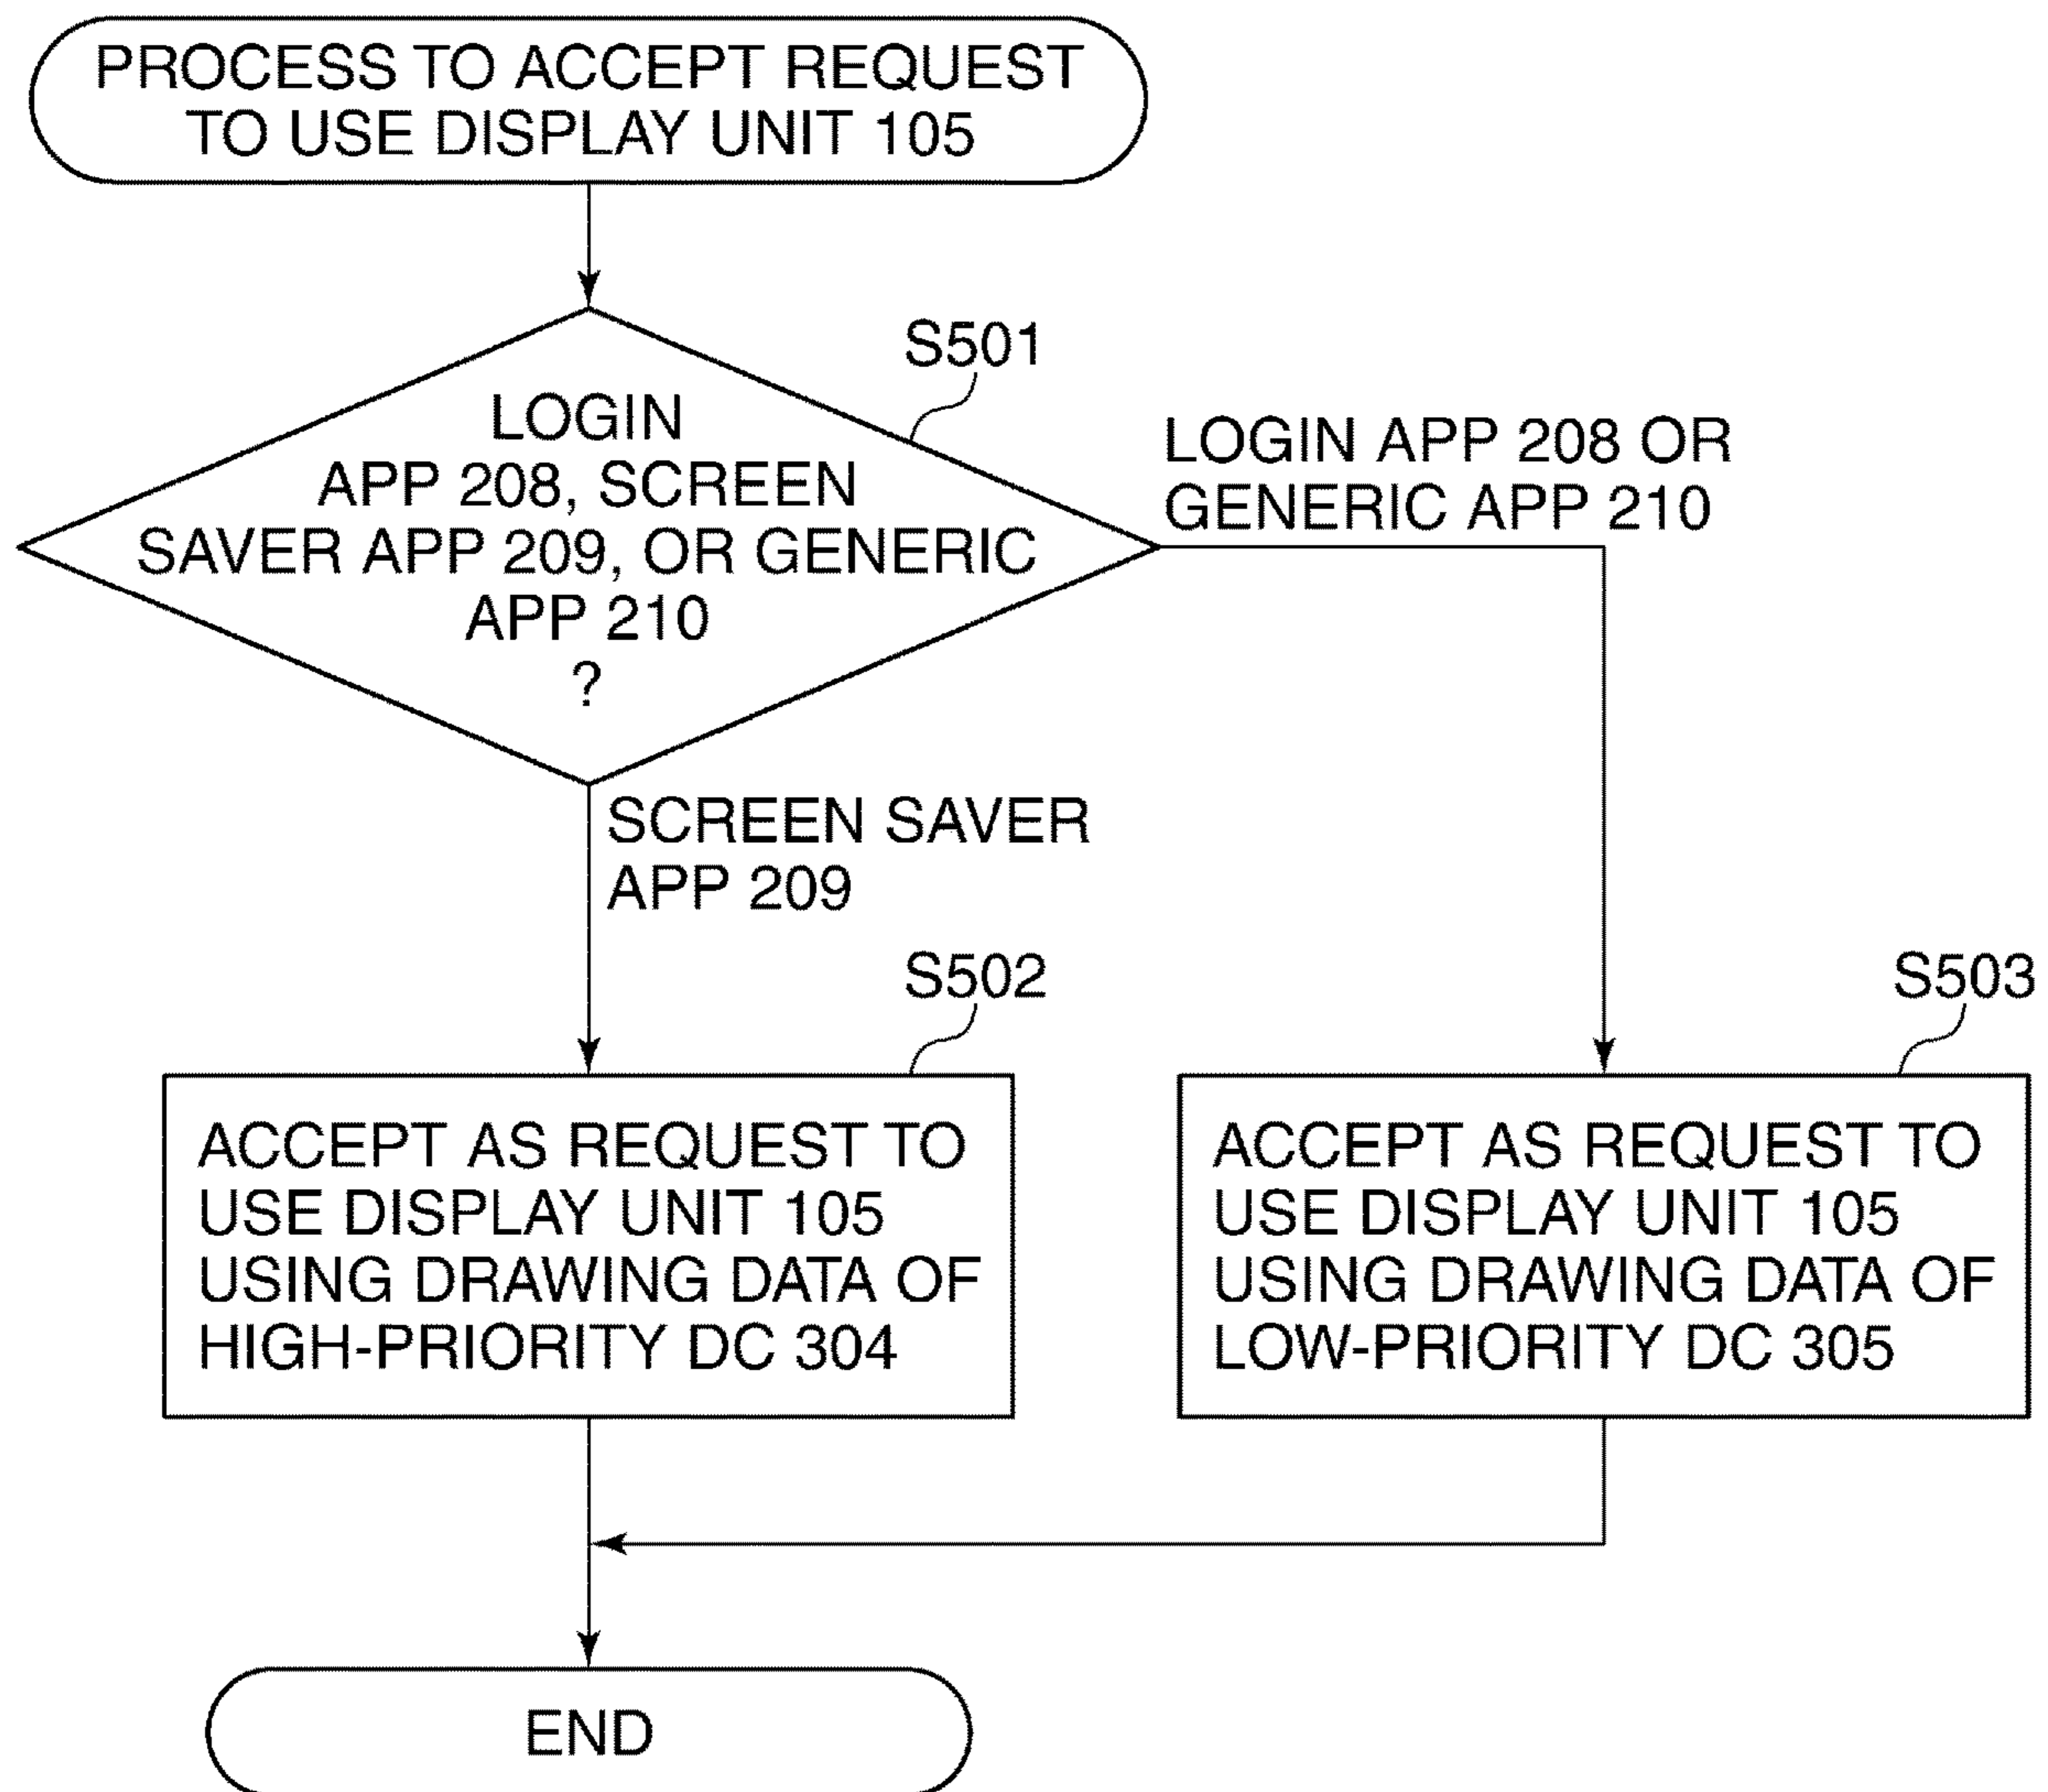 PROCESS TO ACCEPT REQUEST
TO USE DISPLAY UNIT 105
S501
LOGIN
APP 208, SCREEN
SAVER APP 209, OR GENERIC
APP 210
?
LOGIN APP 208 OR
GENERIC APP 210
SCREEN SAVER
APP 209
S502
ACCEPT AS REQUEST TO
USE DISPLAY UNIT 105
USING DRAWING DATA OF
HIGH-PRIORITY DC 304
S503
ACCEPT AS REQUEST TO
USE DISPLAY UNIT 105
USING DRAWING DATA OF
LOW-PRIORITY DC 305
END